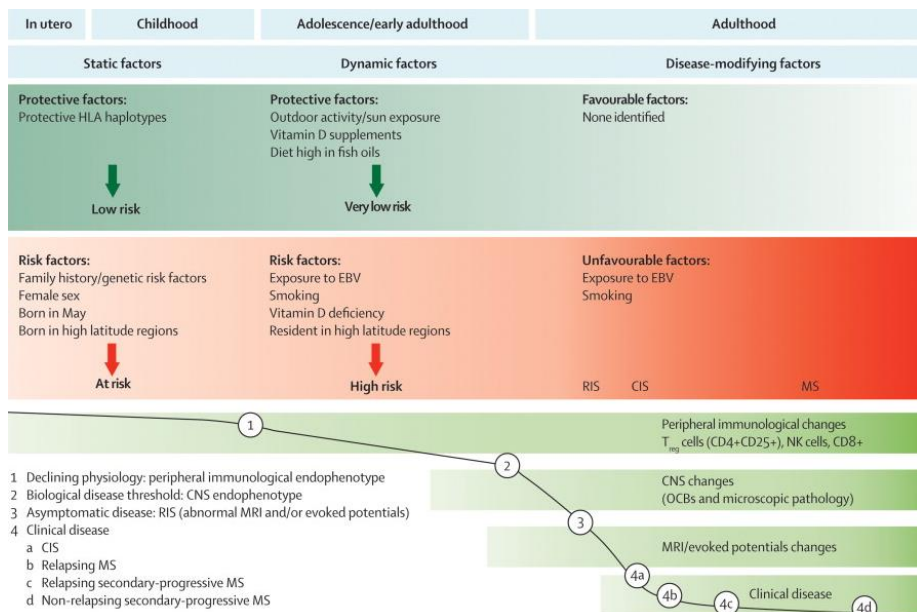 In utero
Childhood
Adolescence/early adulthood
Adulthood
Static factors
Dynamic factors
Disease-modifying factors
Protective factors:
Protective HLA haplotypes
Low risk
Protective factors:
Outdoor activity/sun exposure
Vitamin D supplements
Diet high in fish oils
Very low risk
Favourable factors:
None identified
Risk factors:
Family history/genetic risk factors
Female sex
Born in May
Born in high latitude regions
At risk
Risk factors:
Exposure to EBV
Smoking
Vitamin D deficiency
Resident in high latitude regions
High risk
Unfavourable factors:
Exposure to EBV
Smoking
RIS
CIS
MS
1
Peripheral immunological changes
Treg cells (CD4+CD25+), NK cells, CD8+
2
CNS changes
(OCBs and microscopic pathology)
3
MRI/evoked potentials changes
4a
4b
4c
4d
Clinical disease
1 Declining physiology: peripheral immunological endophenotype
2 Biological disease threshold: CNS endophenotype
3 Asymptomatic disease: RIS (abnormal MRI and/or evoked potentials)
4 Clinical disease
a CIS
b Relapsing MS
c Relapsing secondary-progressive MS
d Non-relapsing secondary-progressive MS